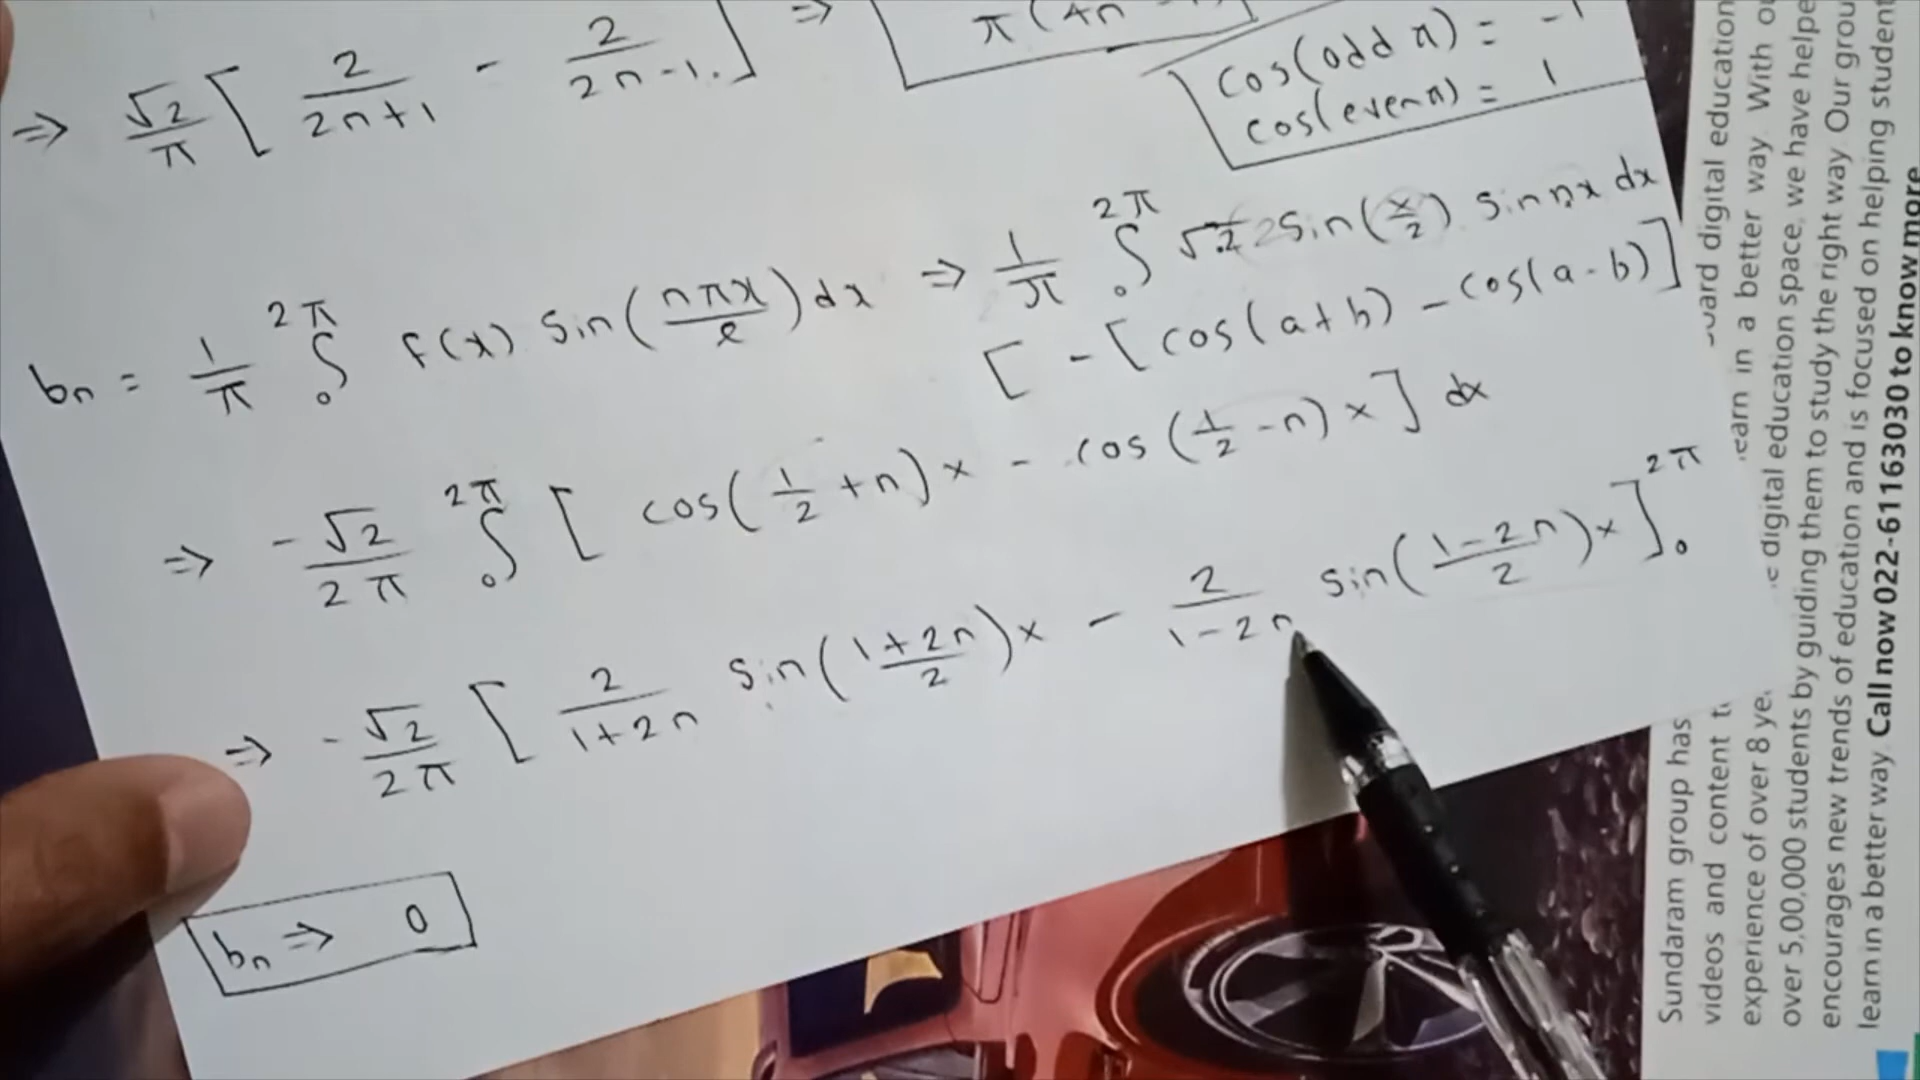 ⇒ √2/π [ 2/(2n+1) - 2/(2n-1) ] ⇒ π(4n
cos(odd π) = -1
cos(even π) = 1
bn = 1/π ∫₀^2π f(x) sin(nπx/l) dx ⇒ 1/π ∫₀^2π √2 2 sin(x/2) sin nx dx
[ - [cos(a+b) - cos(a-b)]
⇒ -√2/2π ∫₀^2π [ cos(1/2 + n)x - cos(1/2 - n)x ] dx
⇒ -√2/2π [ 2/(1+2n) sin((1+2n)/2)x - 2/(1-2n) sin((1-2n)/2)x ]₀^2π
bn ⇒ 0
digital education
learn in a better way. With
digital education space, we have
over 5,00,000 students by guiding them to study the right way. Our
encourages new trends of education and is focused on helping student
learn in a better way. Call now 022-61163030 to know more
Sundaram group has
videos and content
experience of over 8